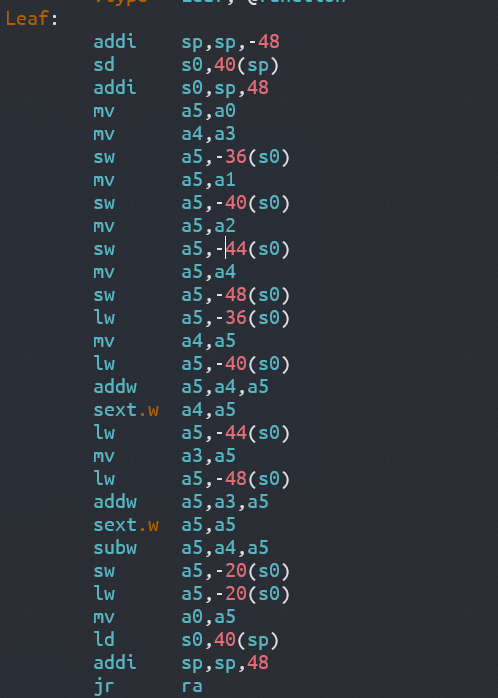 Leaf:
addi sp,sp,-48
sd s0,40(sp)
addi s0,sp,48
mv a5,a0
mv a4,a3
sw a5,-36(s0)
mv a5,a1
sw a5,-40(s0)
mv a5,a2
sw a5,-44(s0)
mv a5,a4
sw a5,-48(s0)
lw a5,-36(s0)
mv a4,a5
lw a5,-40(s0)
addw a5,a4,a5
sext.w a4,a5
lw a5,-44(s0)
mv a3,a5
lw a5,-48(s0)
addw a5,a3,a5
sext.w a5,a5
subw a5,a4,a5
sw a5,-20(s0)
lw a5,-20(s0)
mv a0,a5
ld s0,40(sp)
addi sp,sp,48
jr ra